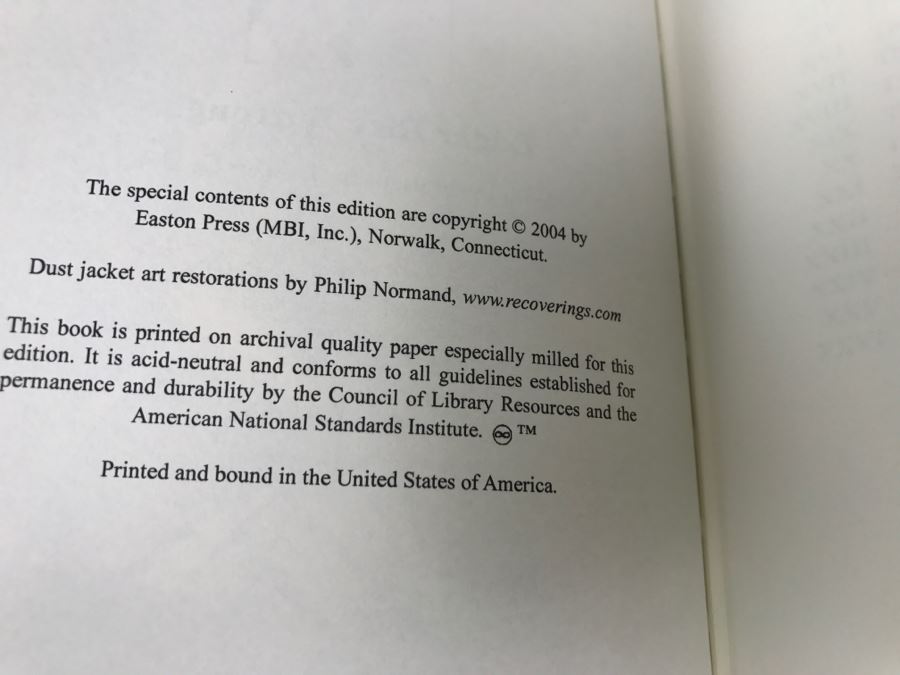 The special contents of this edition are copyright © 2004 by
Easton Press (MBI, Inc.), Norwalk, Connecticut.
Dust jacket art restorations by Philip Normand, www.recoverings.com
This book is printed on archival quality paper especially milled for this
edition. It is acid-neutral and conforms to all guidelines established for
permanence and durability by the Council of Library Resources and the
American National Standards Institute. ♾ ™
Printed and bound in the United States of America.